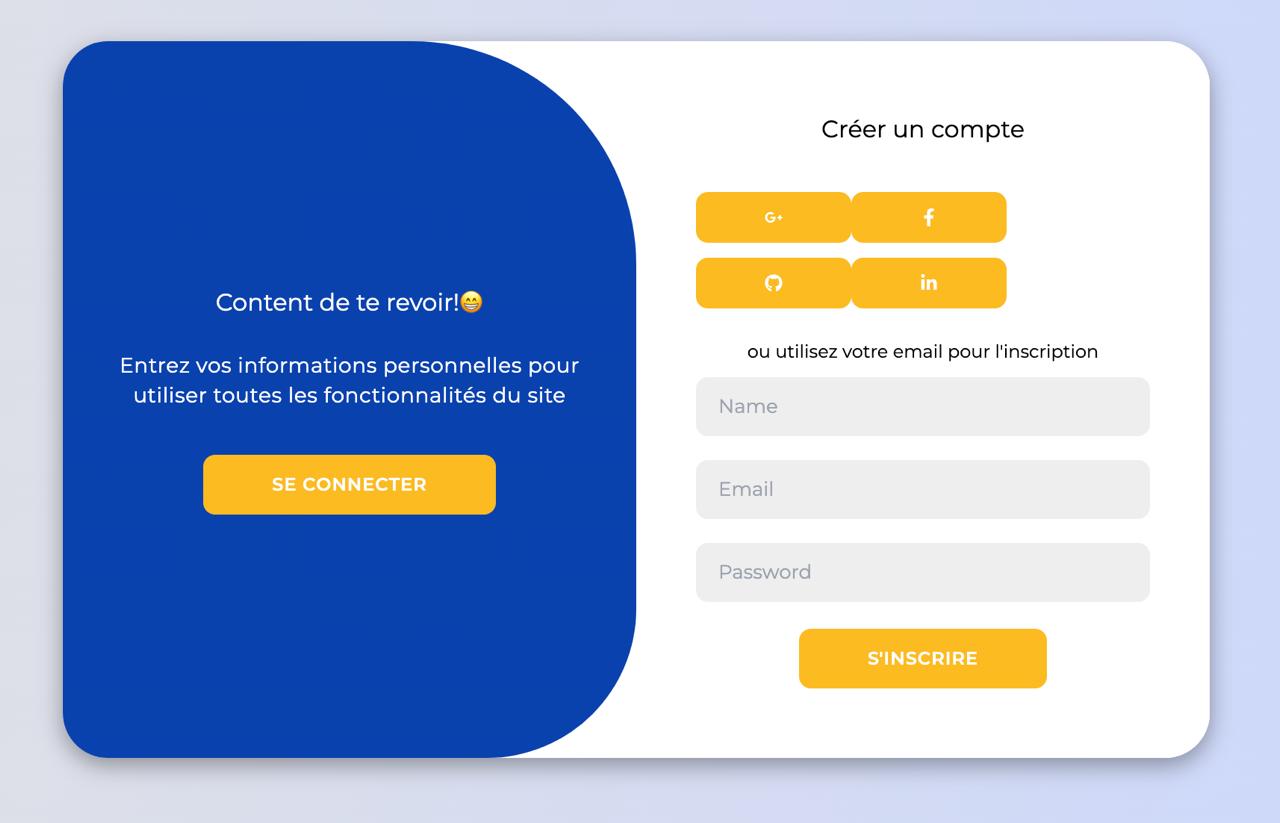 Content de te revoir!😁
Entrez vos informations personnelles pour
utiliser toutes les fonctionnalités du site
SE CONNECTER
Créer un compte
G+
f
in
ou utilisez votre email pour l'inscription
Name
Email
Password
S'INSCRIRE